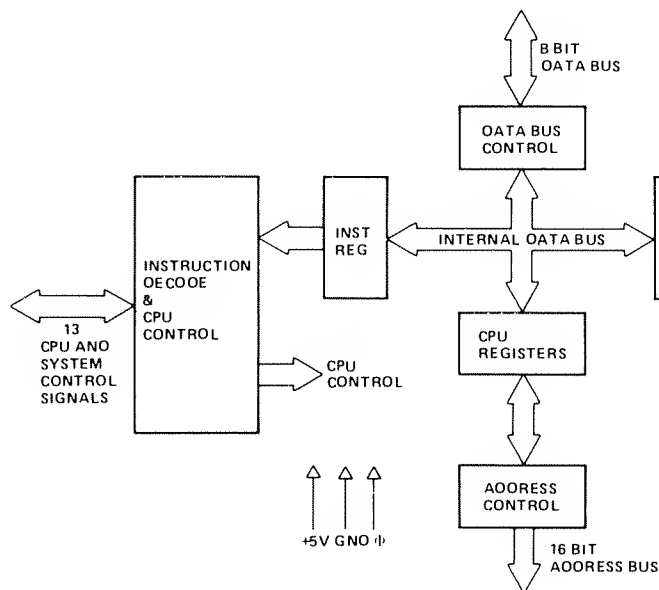 8 BIT
OATA BUS
OATA BUS
CONTROL
INST
REG
INTERNAL OATA BUS
INSTRUCTION
OECOOE
&
CPU
CONTROL
13
CPU ANO
SYSTEM
CONTROL
SIGNALS
CPU
REGISTERS
CPU
CONTROL
AOORESS
CONTROL
+5V GNO ф
16 BIT
AOORESS BUS